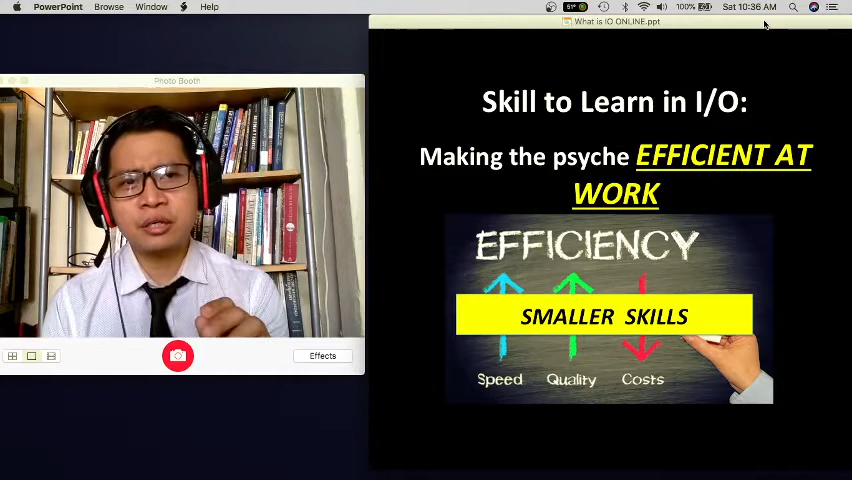 PowerPoint Browse Window Help
51° 100% Sat 10:36 AM
What is IO ONLINE.ppt
Photo Booth
Skill to Learn in I/O:
Making the psyche EFFICIENT AT
WORK
EFFICIENCY
SMALLER SKILLS
Speed Quality Costs
Effects